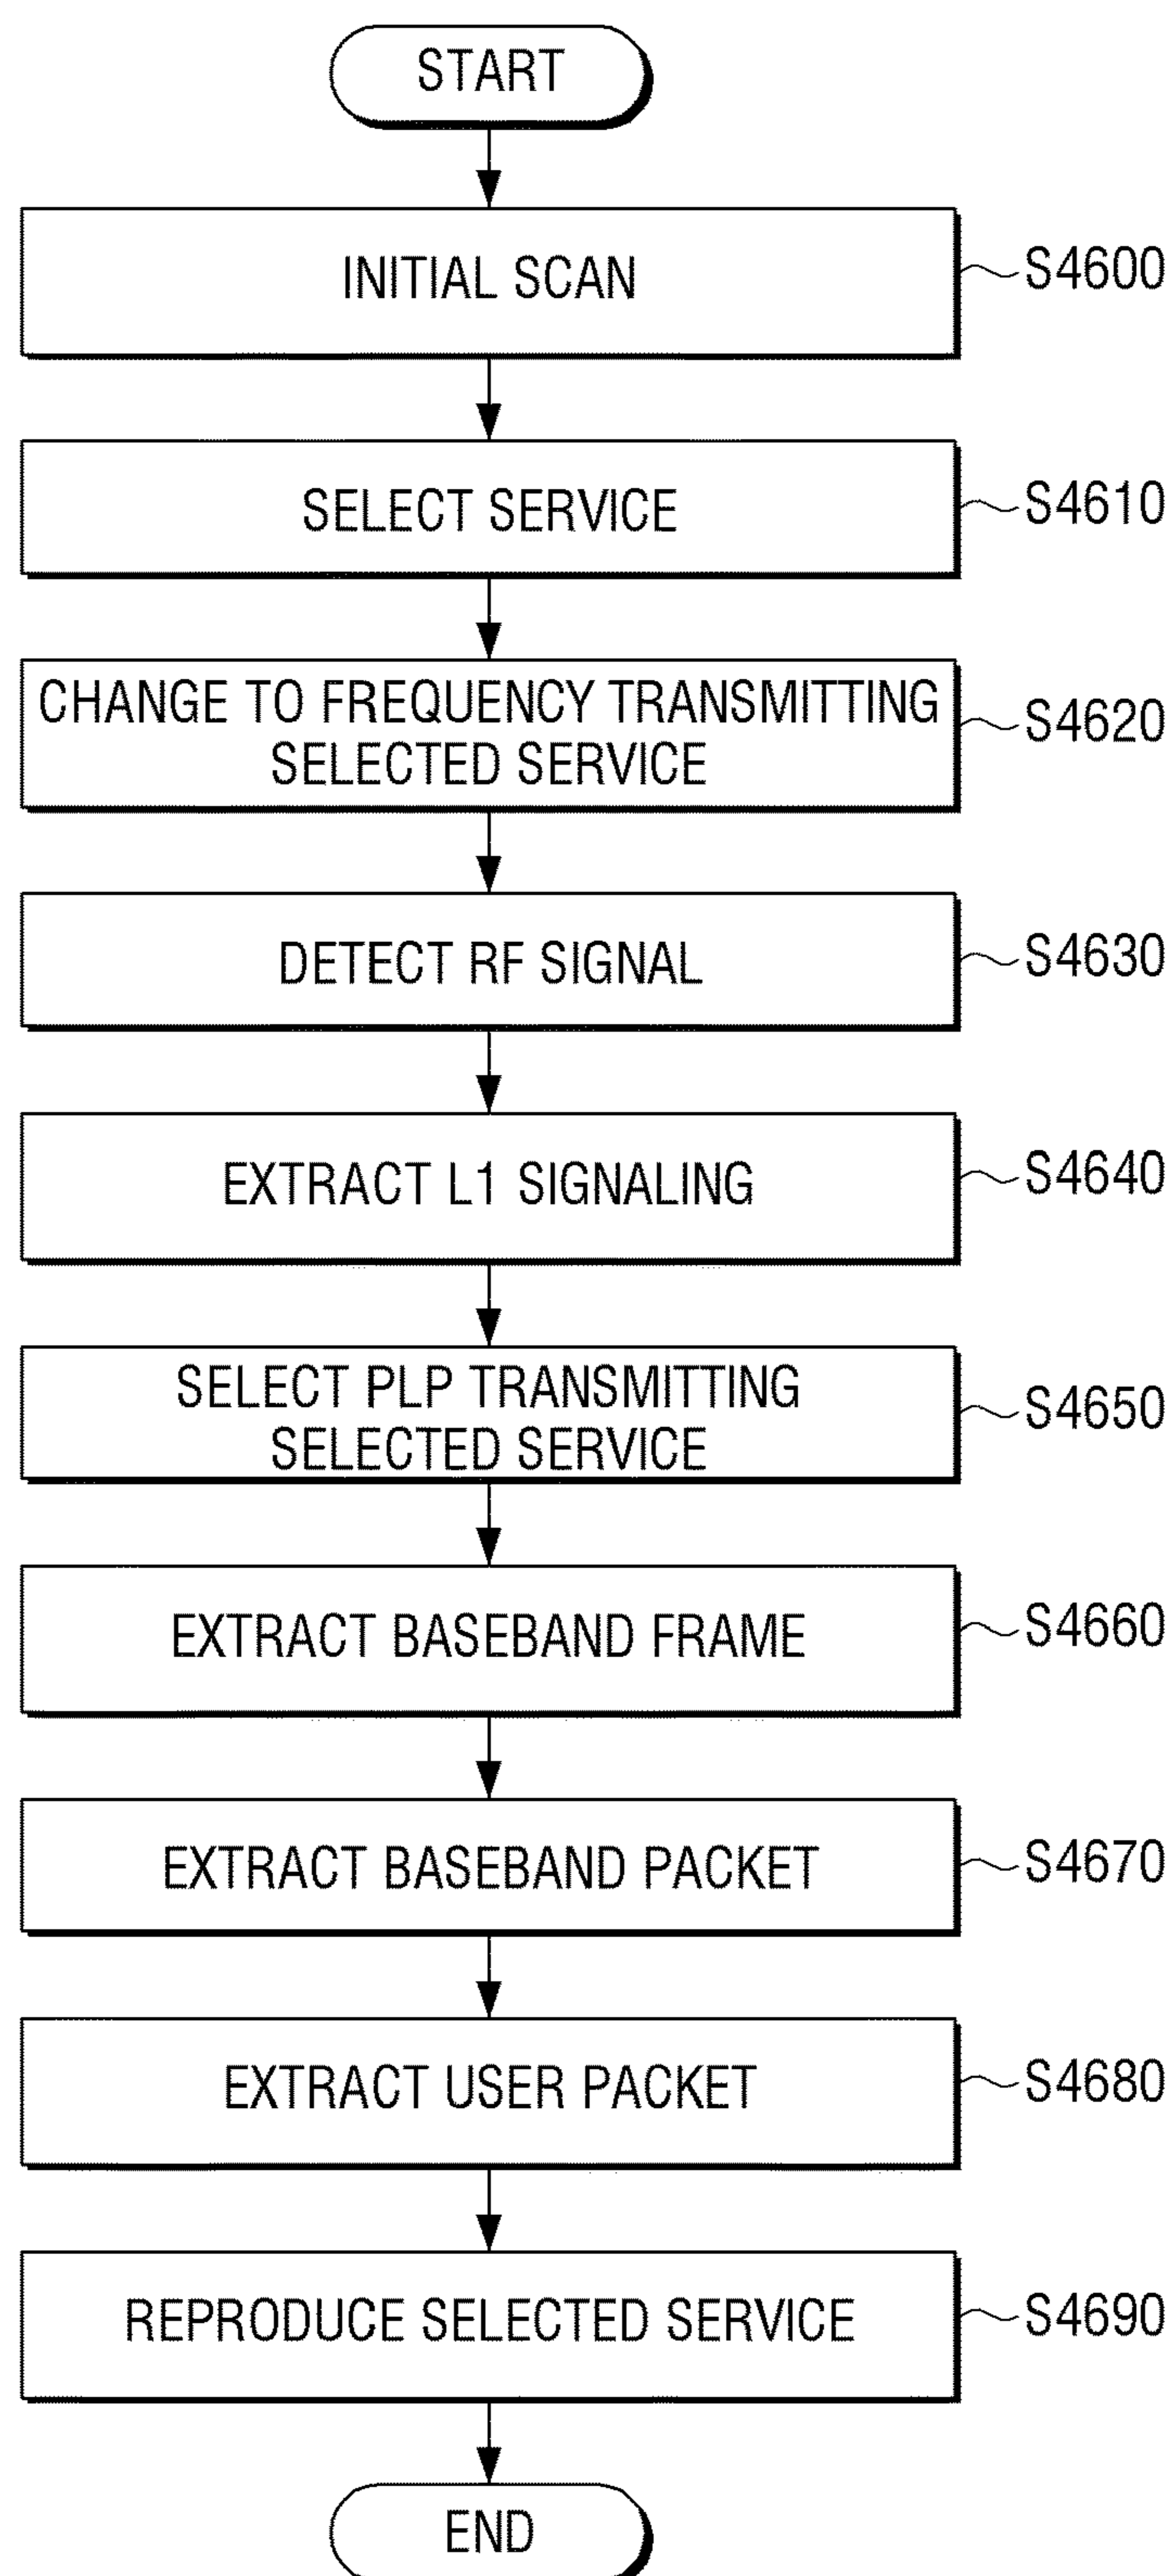 START
INITIAL SCAN
S4600
SELECT SERVICE
S4610
CHANGE TO FREQUENCY TRANSMITTING
SELECTED SERVICE
S4620
DETECT RF SIGNAL
S4630
EXTRACT L1 SIGNALING
S4640
SELECT PLP TRANSMITTING
SELECTED SERVICE
S4650
EXTRACT BASEBAND FRAME
S4660
EXTRACT BASEBAND PACKET
S4670
EXTRACT USER PACKET
S4680
REPRODUCE SELECTED SERVICE
S4690
END